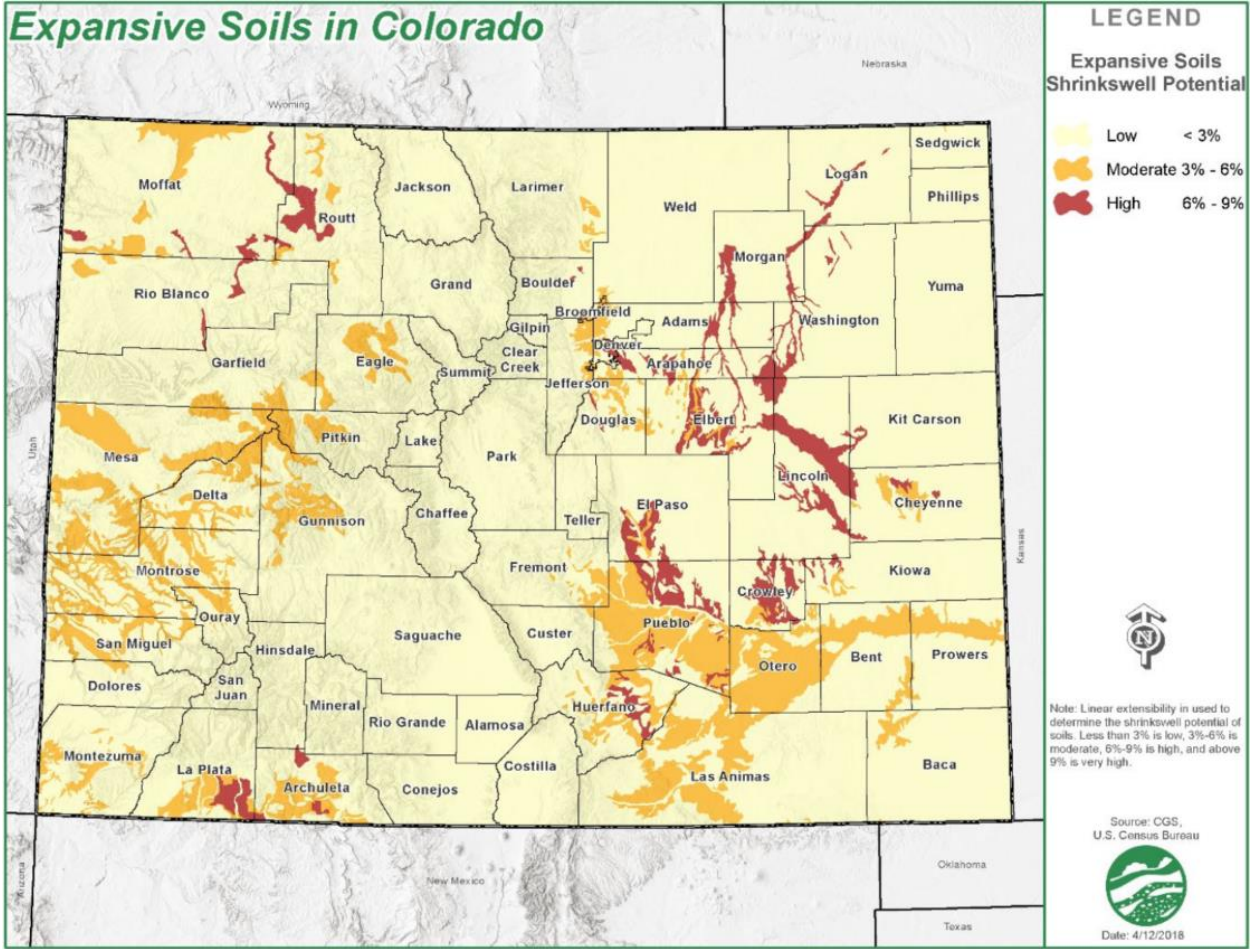 Expansive Soils in Colorado
Nebraska
Wyoming
Sedgwick
Logan
Moffat
Jackson
Larimer
Phillips
Weld
Routt
Morgan
Grand
Boulder
Yuma
Rio Blanco
Broomfield
Adams
Washington
Gilpin
Denver
Clear
Creek
Garfield
Eagle
Summit
Arapahoe
Jefferson
Douglas
Elbert
Kit Carson
Pitkin
Lake
Utah
Mesa
Park
Lincoln
Delta
Cheyenne
El Paso
Chaffee
Gunnison
Teller
Kansas
Fremont
Montrose
Kiowa
Crowley
Ouray
Pueblo
Saguache
Custer
San Miguel
Hinsdale
Bent
Prowers
Otero
Dolores
San
Juan
Mineral
Huerfano
Rio Grande
Alamosa
Montezuma
La Plata
Costilla
Las Animas
Baca
Archuleta
Conejos
Arizona
New Mexico
Oklahoma
Texas
LEGEND
Expansive Soils
Shrinkswell Potential
Low < 3%
Moderate 3% - 6%
High 6% - 9%
N
Note: Linear extensibility in used to
determine the shrinkswell potential of
soils. Less than 3% is low, 3%-6% is
moderate, 6%-9% is high, and above
9% is very high.
Source: CGS,
U.S. Census Bureau
Date: 4/12/2018